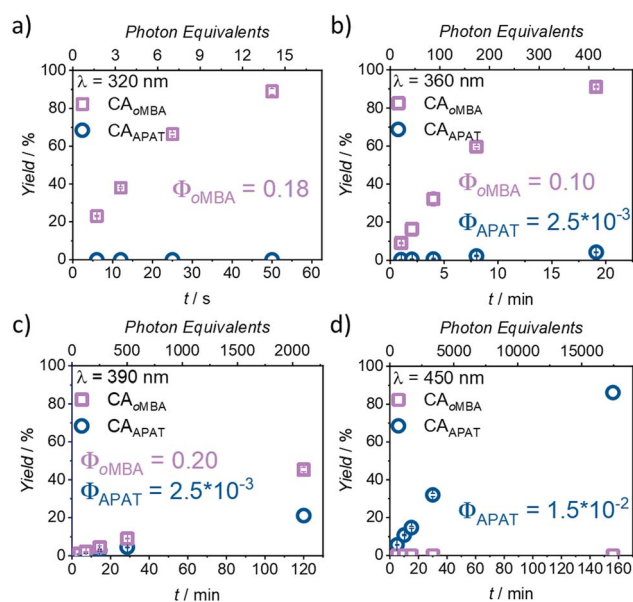 a)
Photon Equivalents
0 7 14
λ = 320 nm
CAoMBA
CAAPAT
ΦoMBA = 0.18
Yield / %
100
80
60
40
20
0
0 10 20 30 40 50 60
t / s
b)
Photon Equivalents
0 100 200 300 400
λ = 360 nm
CAoMBA
CAAPAT
ΦoMBA = 0.10
ΦAPAT = 2.5*10-3
Yield / %
100
80
60
40
20
0
0 5 10 15 20
t / min
c)
Photon Equivalents
0 500 1000 1500 2000
λ = 390 nm
CAoMBA
CAAPAT
ΦoMBA = 0.20
ΦAPAT = 2.5*10-3
Yield / %
100
80
60
40
20
0
0 20 40 60 80 100 120
t / min
d)
Photon Equivalents
0 5000 10000 15000
λ = 450 nm
CAoMBA
CAAPAT
ΦAPAT = 1.5*10-2
Yield / %
100
80
60
40
20
0
0 20 40 60 80 100 120 140 160
t / min